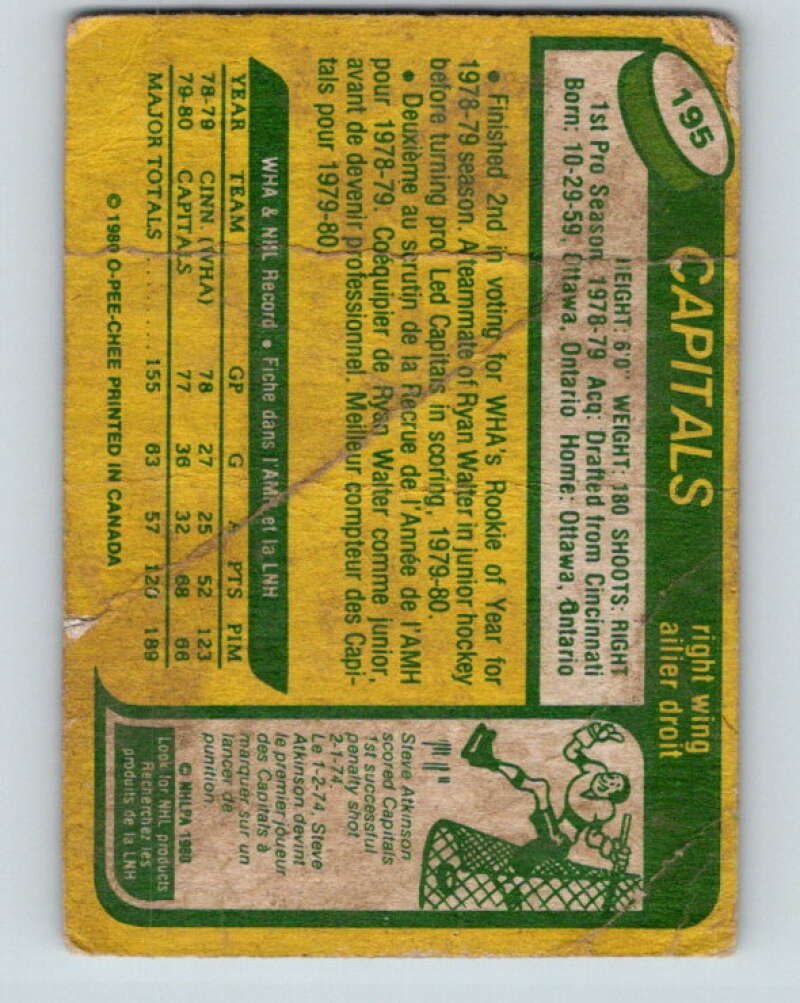 195
CAPITALS
right wing
ailier droit
HEIGHT: 6'0" WEIGHT: 180 SHOOTS: RIGHT
1st Pro Season 1978-79 Acq: Drafted from Cincinnati
Born: 10-29-59, Ottawa, Ontario Home: Ottawa, Ontario
• Finished 2nd in voting for WHA's Rookie of Year for
1978-79 season. A teammate of Ryan Walter in junior hockey
before turning pro. Led Capitals in scoring, 1979-80.
• Deuxième au scrutin de la Recrue de l'Année de l'AMH
pour 1978-79. Coéquipier de Ryan Walter comme junior,
avant de devenir professionnel. Meilleur compteur des Capi-
tals pour 1979-80.
WHA & NHL Record • Fiche dans l'AMH et la LNH
YEAR TEAM GP G A PTS PIM
78-79 CINN. (WHA) 78 27 25 52 123
79-80 CAPITALS 77 36 32 68 66
MAJOR TOTALS ......... 155 63 57 120 189
© 1980 O-PEE-CHEE PRINTED IN CANADA
Steve Atkinson
scored Capitals
1st successful
penalty shot
2-1-74.
Le 1-2-74, Steve
Atkinson devint
le premier joueur
des Capitals à
marquer sur un
lancer de
punition.
© NHLPA 1980
Look for NHL products
Recherchez les
produits de la LNH